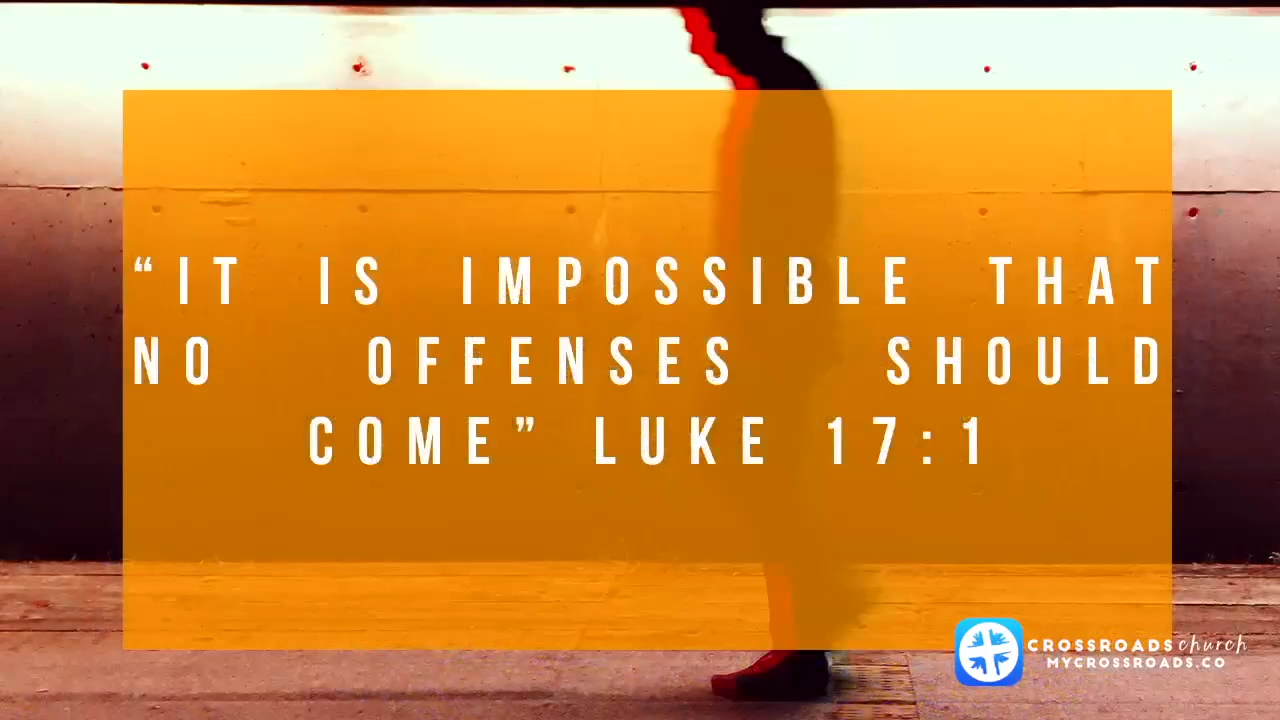 “IT IS IMPOSSIBLE THAT
NO OFFENSES SHOULD
COME” LUKE 17:1
CROSSROADS church
MYCROSSROADS.CO